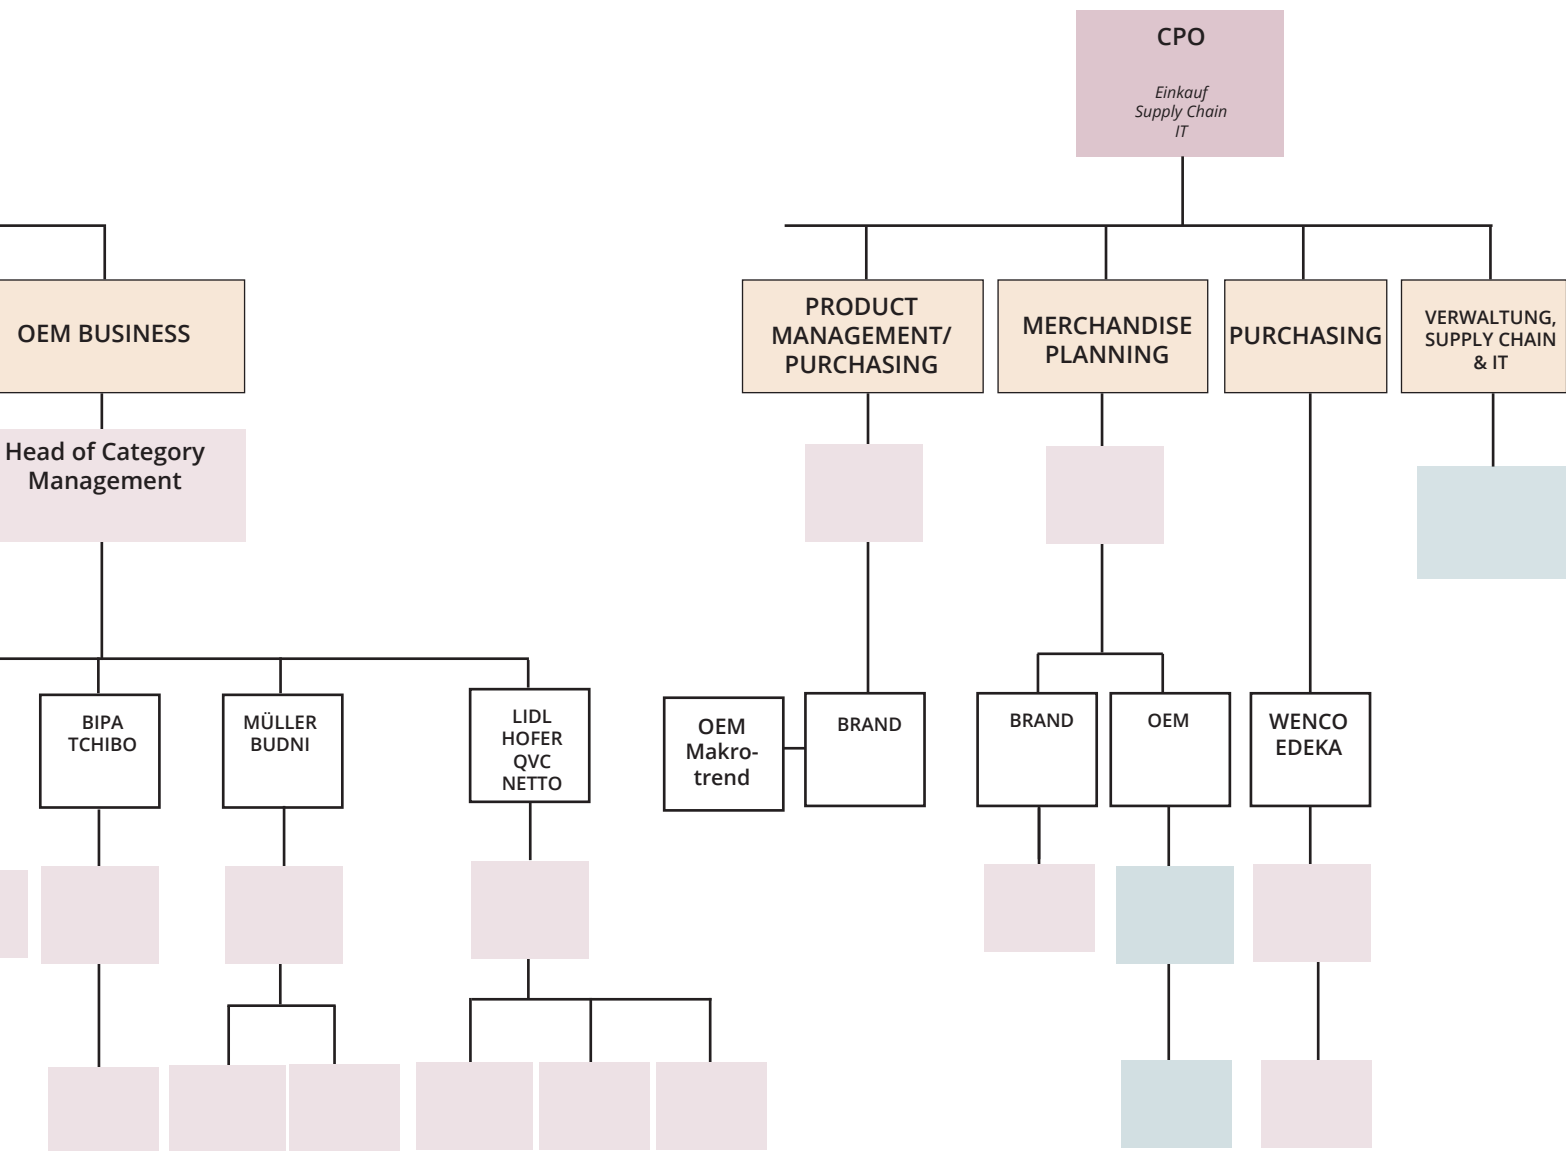 CPO
Einkauf
Supply Chain
IT
OEM BUSINESS
PRODUCT
MANAGEMENT/
PURCHASING
MERCHANDISE
PLANNING
PURCHASING
VERWALTUNG,
SUPPLY CHAIN
& IT
Head of Category
Management
BIPA
TCHIBO
MÜLLER
BUDNI
LIDL
HOFER
QVC
NETTO
OEM
Makro-
trend
BRAND
BRAND
OEM
WENCO
EDEKA